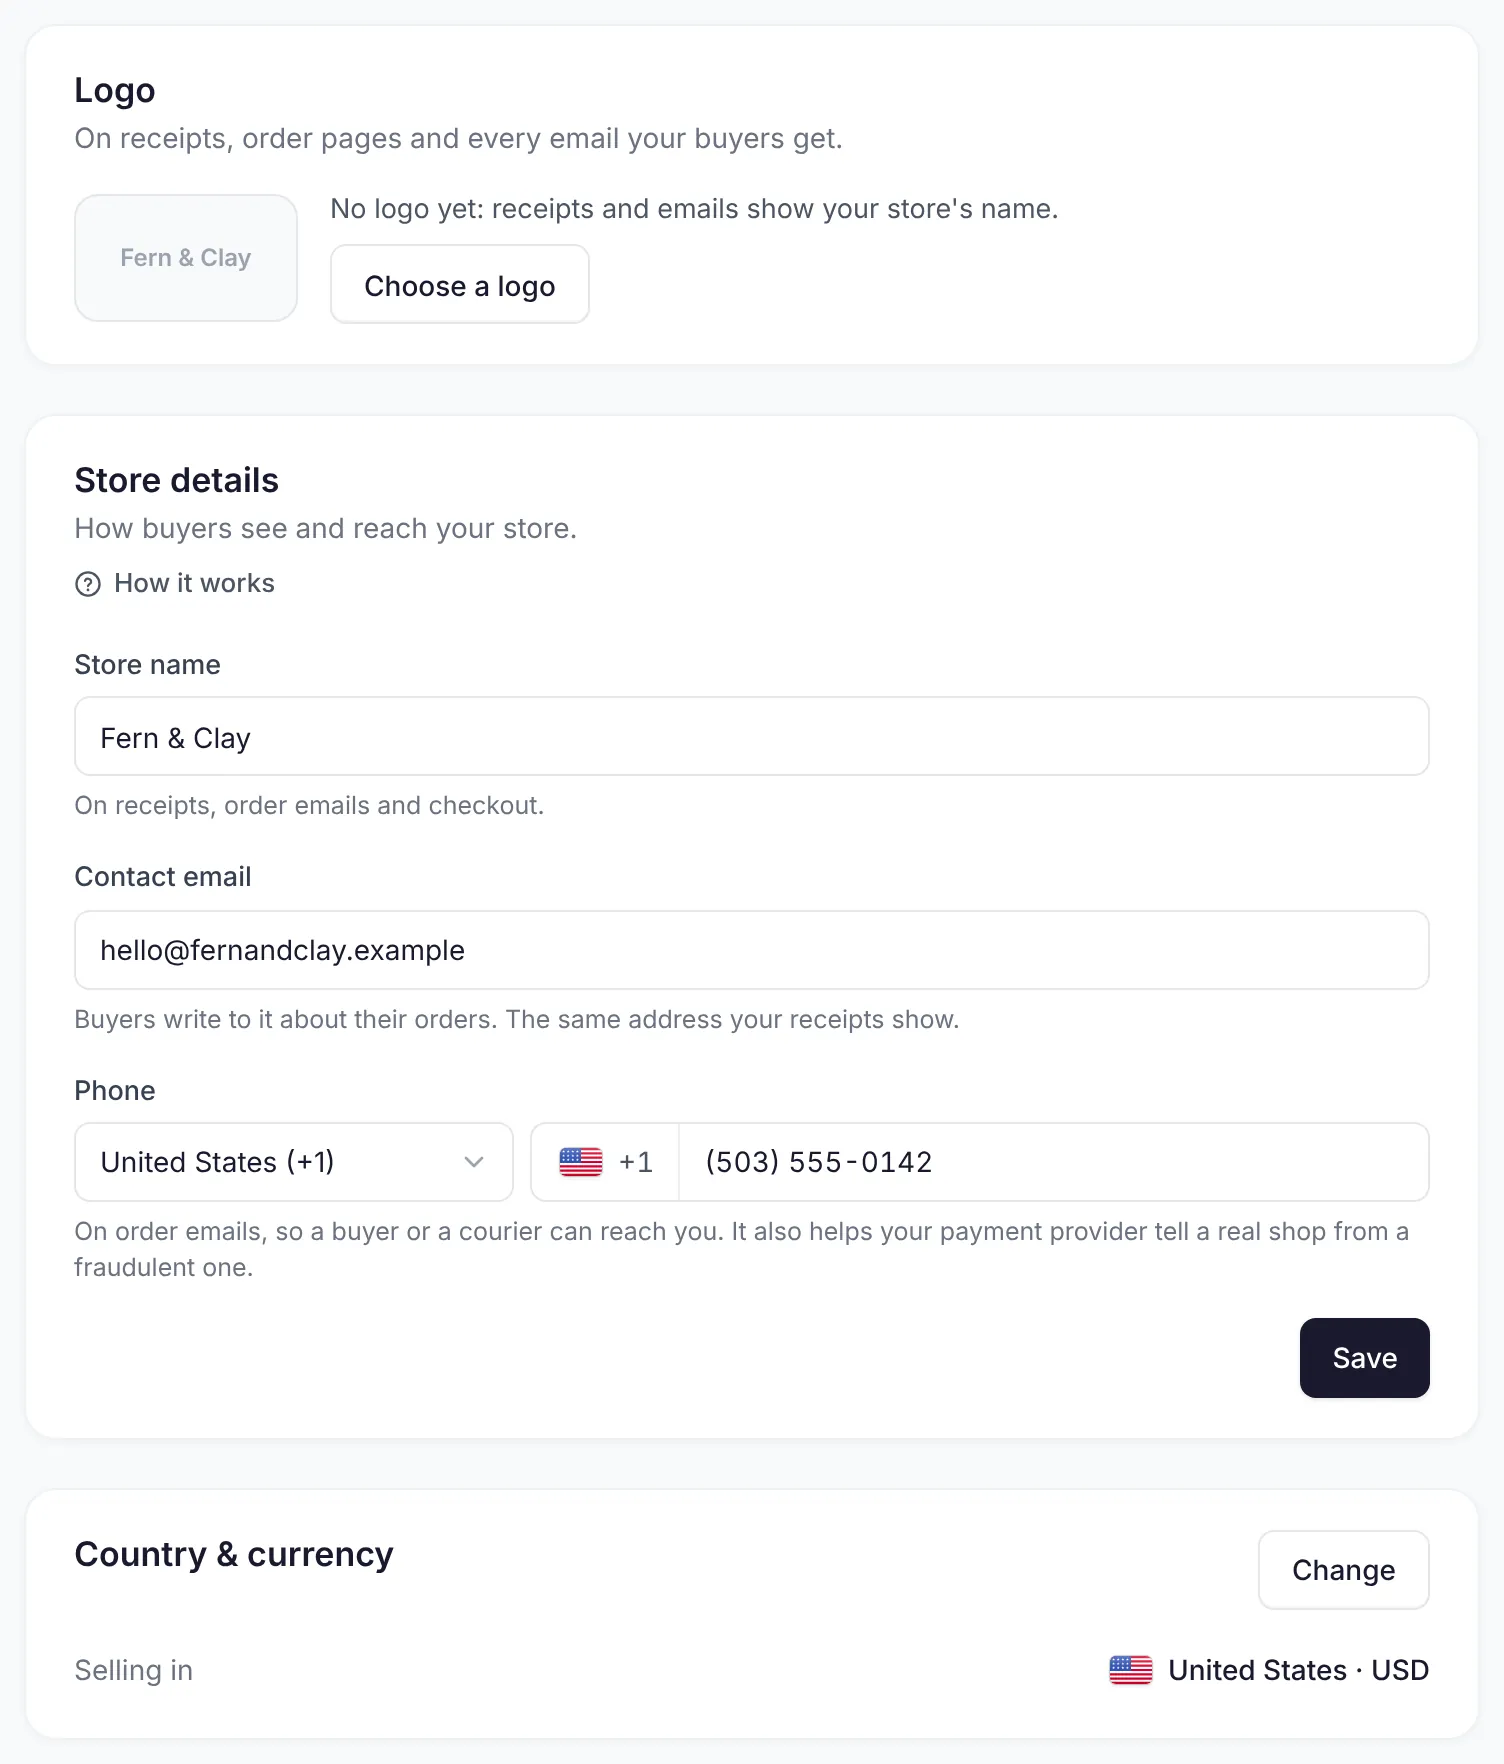 Logo
On receipts, order pages and every email your buyers get.
Fern & Clay
No logo yet: receipts and emails show your store's name.
Choose a logo
Store details
How buyers see and reach your store.
How it works
Store name
Fern & Clay
On receipts, order emails and checkout.
Contact email
hello@fernandclay.example
Buyers write to it about their orders. The same address your receipts show.
Phone
United States (+1)
+1
(503) 555-0142
On order emails, so a buyer or a courier can reach you. It also helps your payment provider tell a real shop from a
fraudulent one.
Save
Country & currency
Change
Selling in
United States · USD